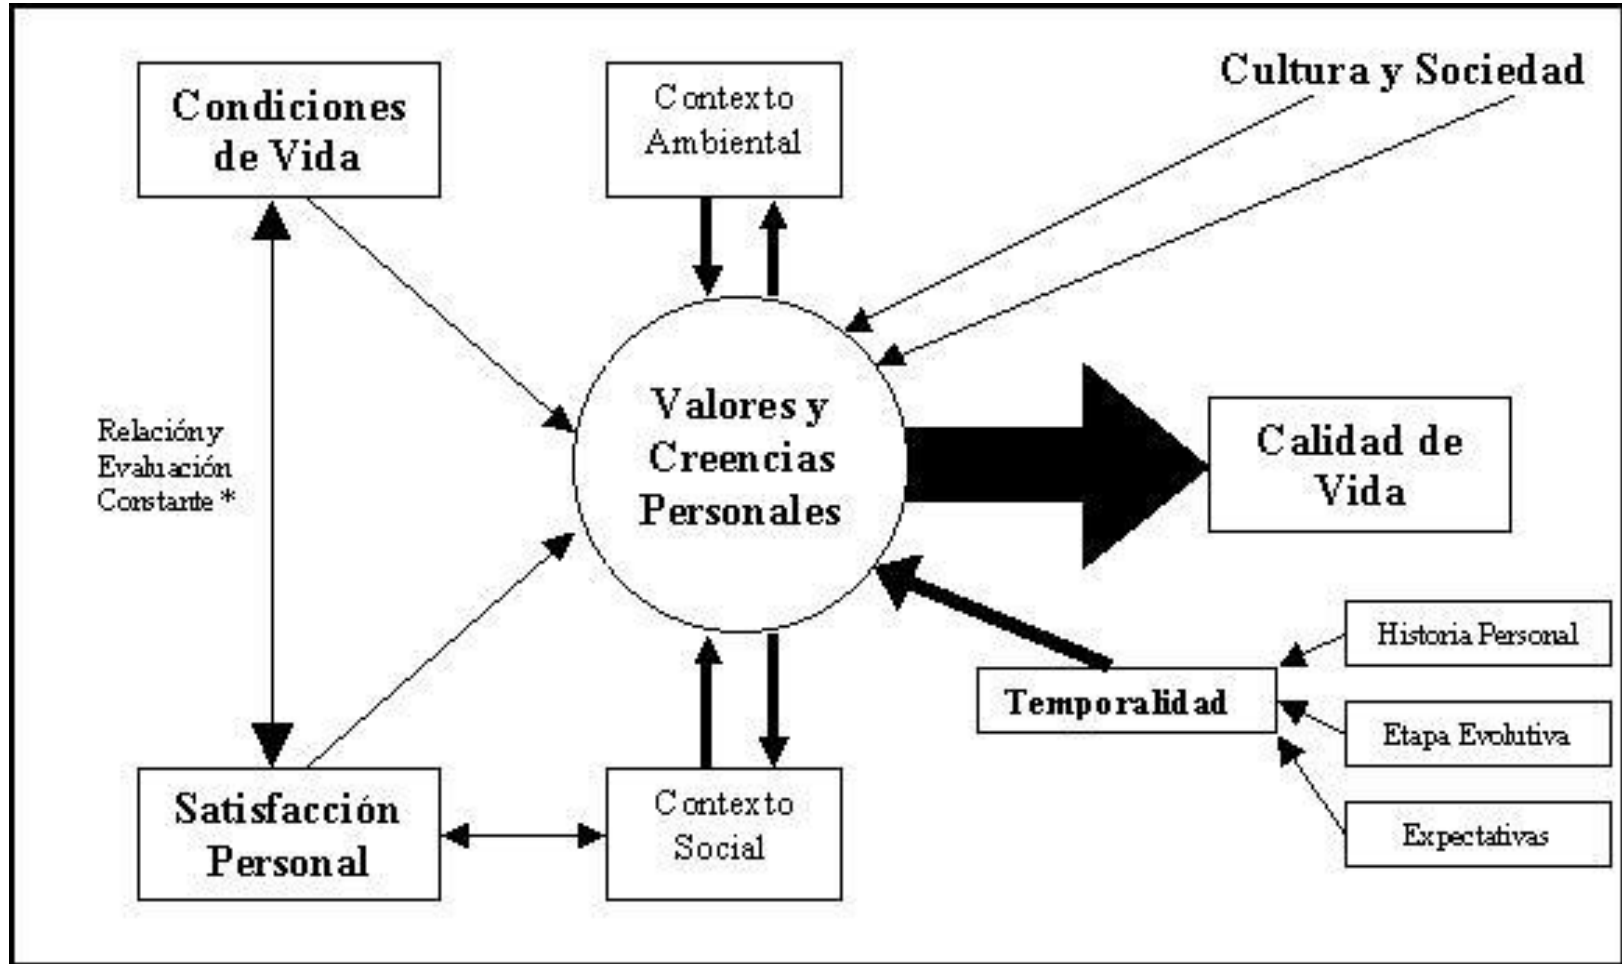 Condiciones
de Vida
Contexto
Ambiental
Cultura y Sociedad
Relación y
Evaluación
Constante *
Valores y
Creencias
Personales
Calidad de
Vida
Historia Personal
Temporalidad
Etapa Evolutiva
Expectativas
Satisfacción
Personal
Contexto
Social